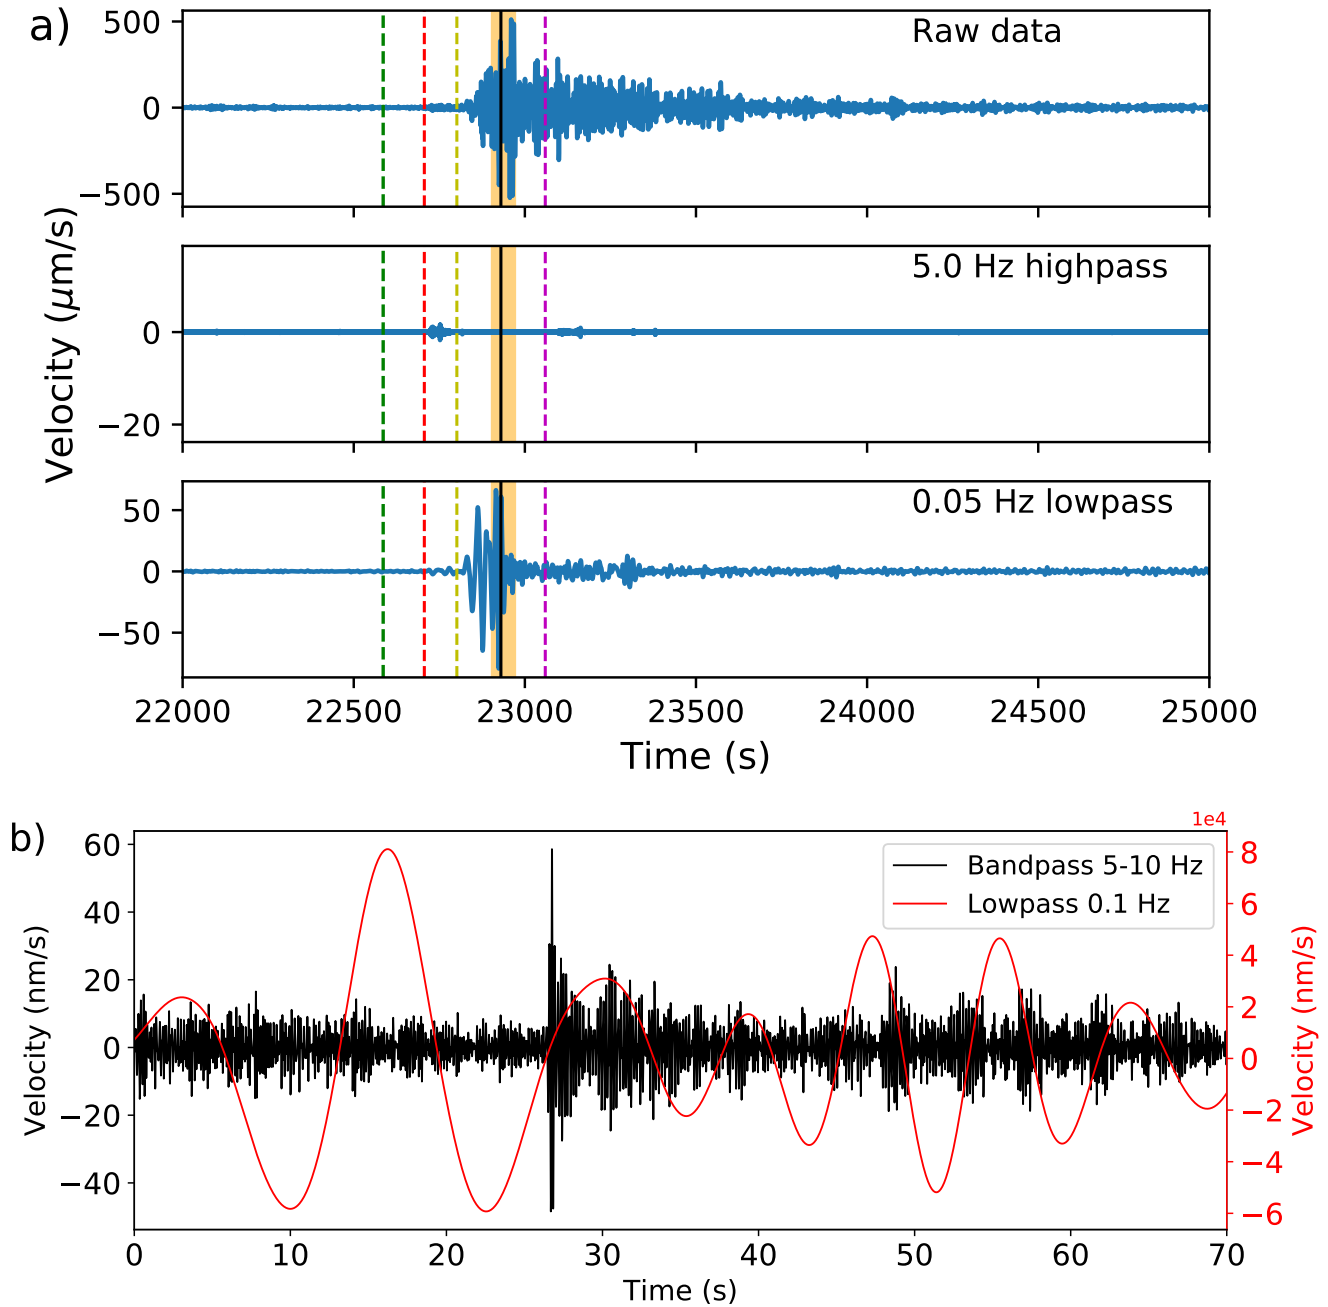 a)
Raw data
500
0
−500
5.0 Hz highpass
0
−20
0.05 Hz lowpass
50
0
−50
Velocity (μm/s)
22000 22500 23000 23500 24000 24500 25000
Time (s)
b)
1e4
Bandpass 5-10 Hz
Lowpass 0.1 Hz
60
40
20
0
−20
−40
Velocity (nm/s)
8
6
4
2
0
−2
−4
−6
Velocity (nm/s)
0 10 20 30 40 50 60 70
Time (s)